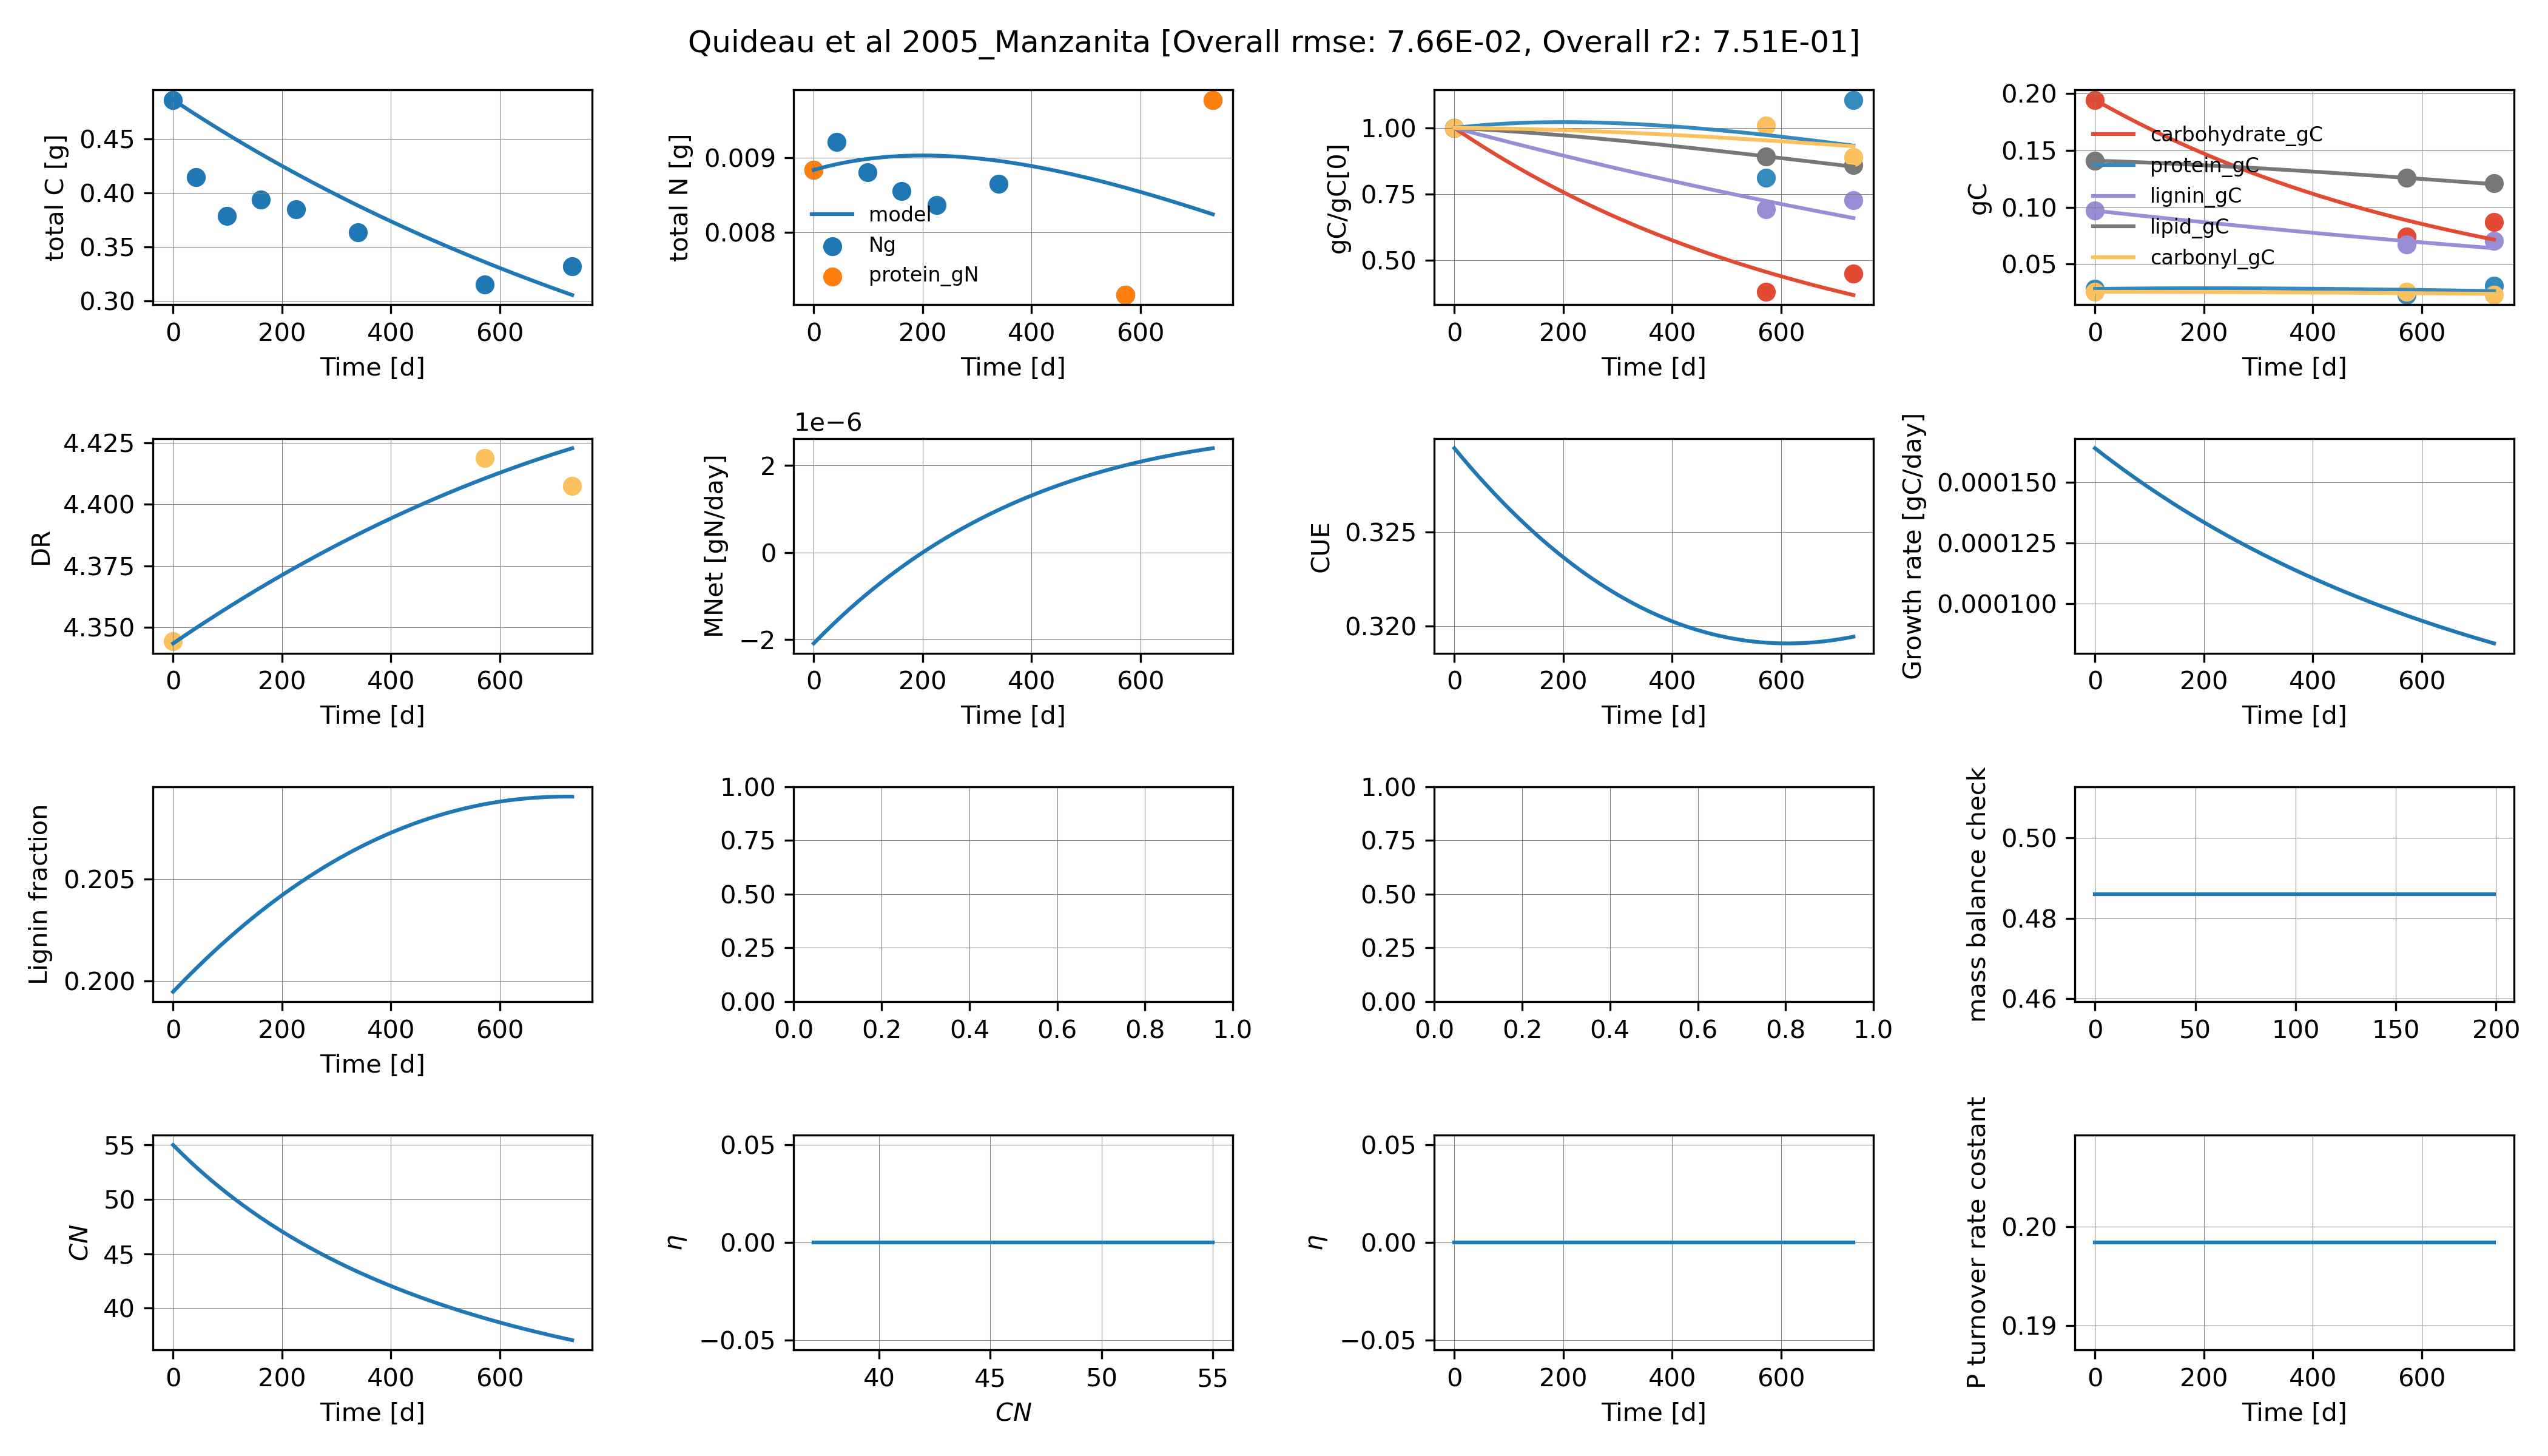 Quideau et al 2005_Manzanita [Overall rmse: 7.66E-02, Overall r2: 7.51E-01]
total C [g]
0.45
0.40
0.35
0.30
0 200 400 600
Time [d]
total N [g]
0.009
0.008
model
Ng
protein_gN
0 200 400 600
Time [d]
gC/gC[0]
1.00
0.75
0.50
0 200 400 600
Time [d]
gC
0.20
0.15
0.10
0.05
carbohydrate_gC
protein_gC
lignin_gC
lipid_gC
carbonyl_gC
0 200 400 600
Time [d]
DR
4.425
4.400
4.375
4.350
0 200 400 600
Time [d]
1e−6
MNet [gN/day]
2
0
−2
0 200 400 600
Time [d]
CUE
0.325
0.320
0 200 400 600
Time [d]
Growth rate [gC/day]
0.000150
0.000125
0.000100
0 200 400 600
Time [d]
Lignin fraction
0.205
0.200
0 200 400 600
Time [d]
1.00
0.75
0.50
0.25
0.00
0.0 0.2 0.4 0.6 0.8 1.0
1.00
0.75
0.50
0.25
0.00
0.0 0.2 0.4 0.6 0.8 1.0
mass balance check
0.50
0.48
0.46
0 50 100 150 200
CN
55
50
45
40
0 200 400 600
Time [d]
η
0.05
0.00
−0.05
40 45 50 55
CN
η
0.05
0.00
−0.05
0 200 400 600
Time [d]
P turnover rate costant
0.20
0.19
0 200 400 600
Time [d]